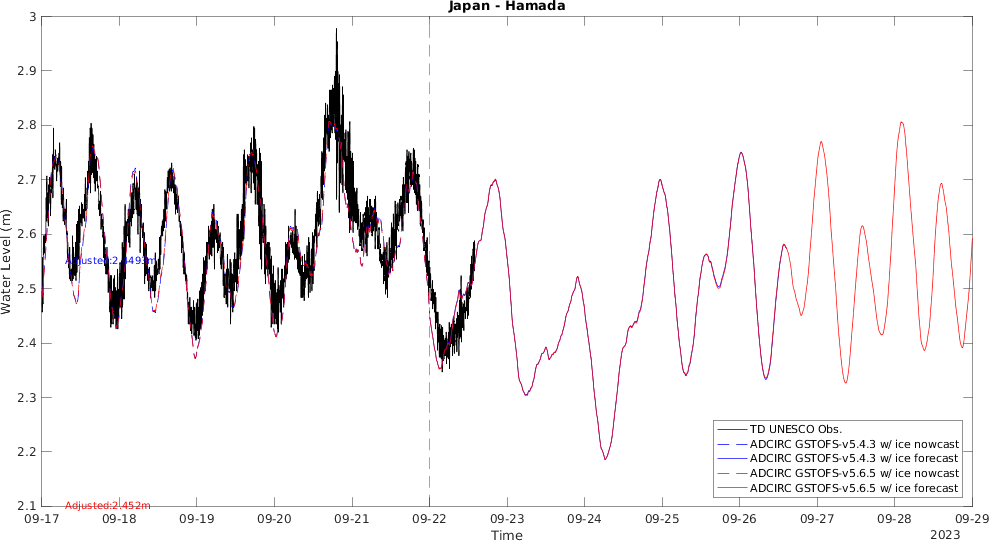 Japan - Hamada
3
2.9
2.8
2.7
2.6
2.5
2.4
2.3
2.2
2.1
Water Level (m)
Adjusted:2.4493m
Adjusted:2.452m
TD UNESCO Obs.
ADCIRC GSTOFS-v5.4.3 w/ ice nowcast
ADCIRC GSTOFS-v5.4.3 w/ ice forecast
ADCIRC GSTOFS-v5.6.5 w/ ice nowcast
ADCIRC GSTOFS-v5.6.5 w/ ice forecast
09-17 09-18 09-19 09-20 09-21 09-22 09-23 09-24 09-25 09-26 09-27 09-28 09-29
Time
2023